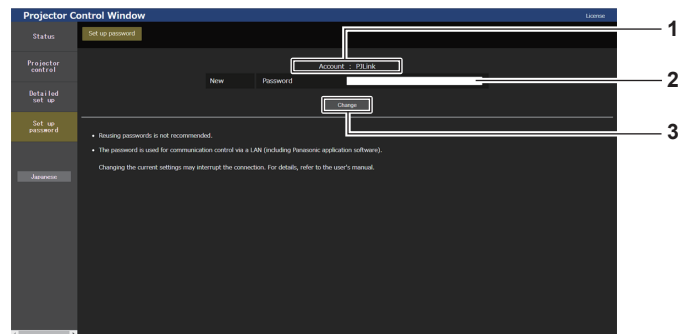 Projector Control Window
License
Status
Set up password
Projector
control
Detailed
set up
Set up
password
Japanese
Account : PJLink
New Password
Change
• Reusing passwords is not recommended.
• The password is used for communication control via a LAN (including Panasonic application software).
Changing the current settings may interrupt the connection. For details, refer to the user's manual.
1
2
3